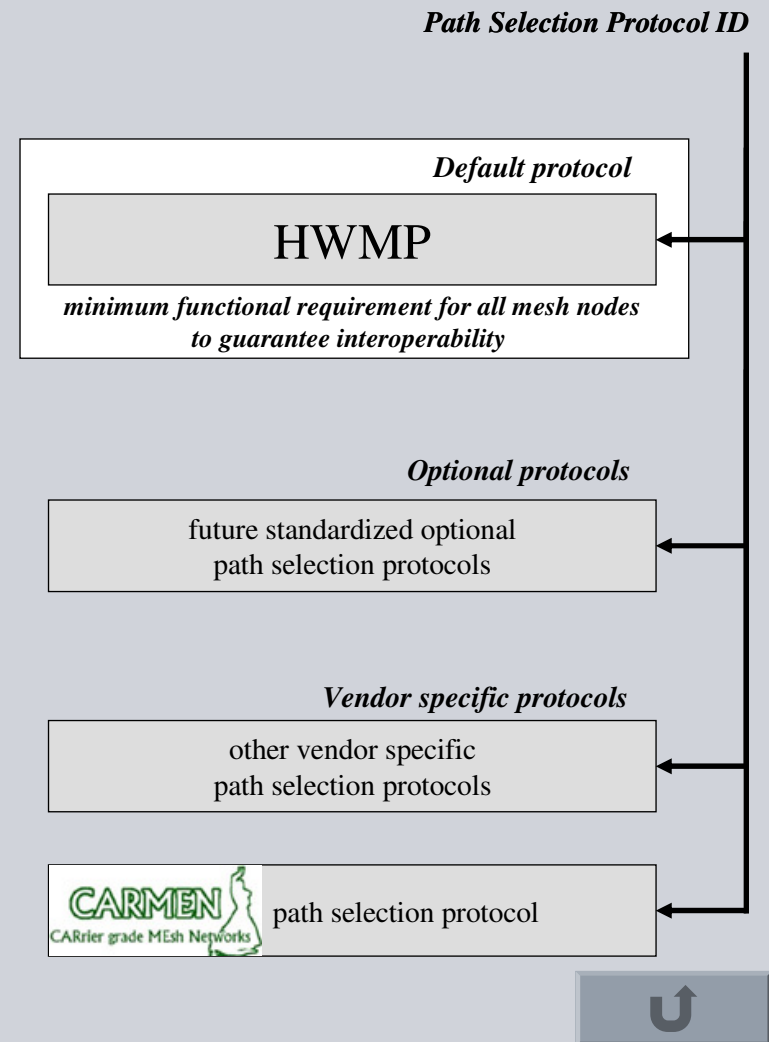 Path Selection Protocol ID
Default protocol
HWMP
minimum functional requirement for all mesh nodes
to guarantee interoperability
Optional protocols
future standardized optional
path selection protocols
Vendor specific protocols
other vendor specific
path selection protocols
CARMEN
CARrier grade MEsh Networks
path selection protocol